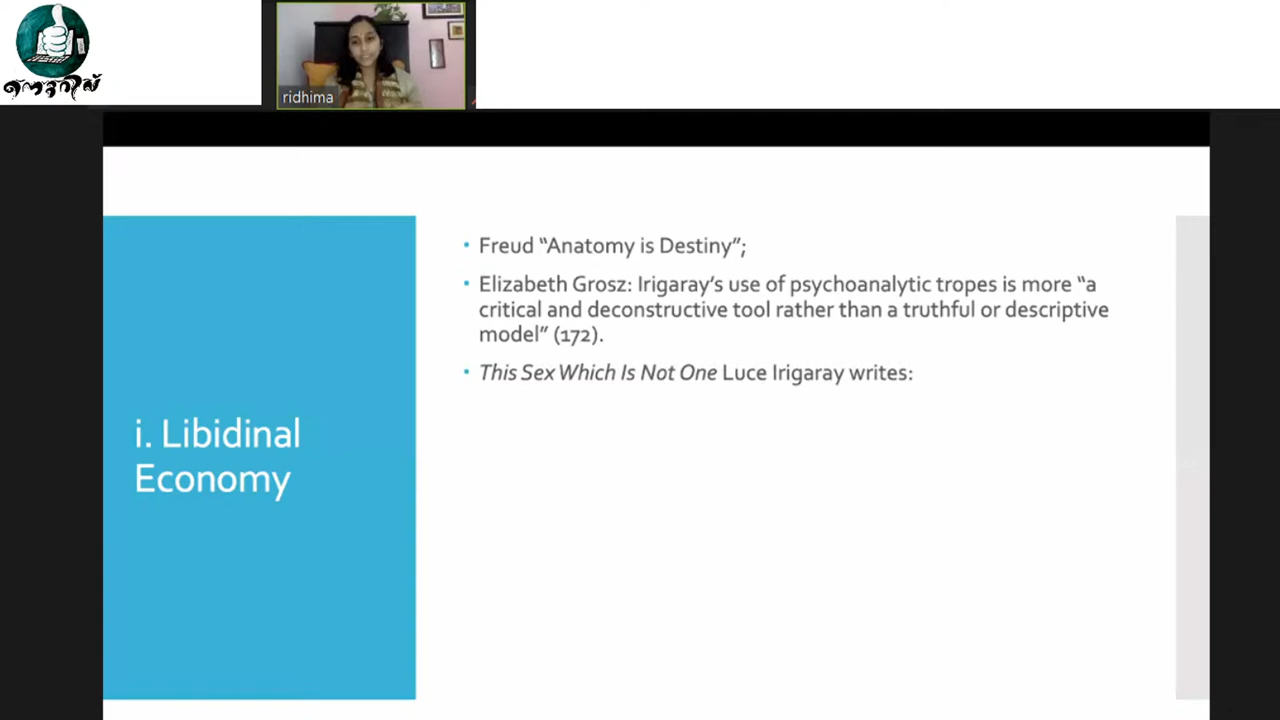 ridhima
Freud “Anatomy is Destiny”;
Elizabeth Grosz: Irigaray’s use of psychoanalytic tropes is more “a
critical and deconstructive tool rather than a truthful or descriptive
model” (172).
This Sex Which Is Not One Luce Irigaray writes:
i. Libidinal
Economy